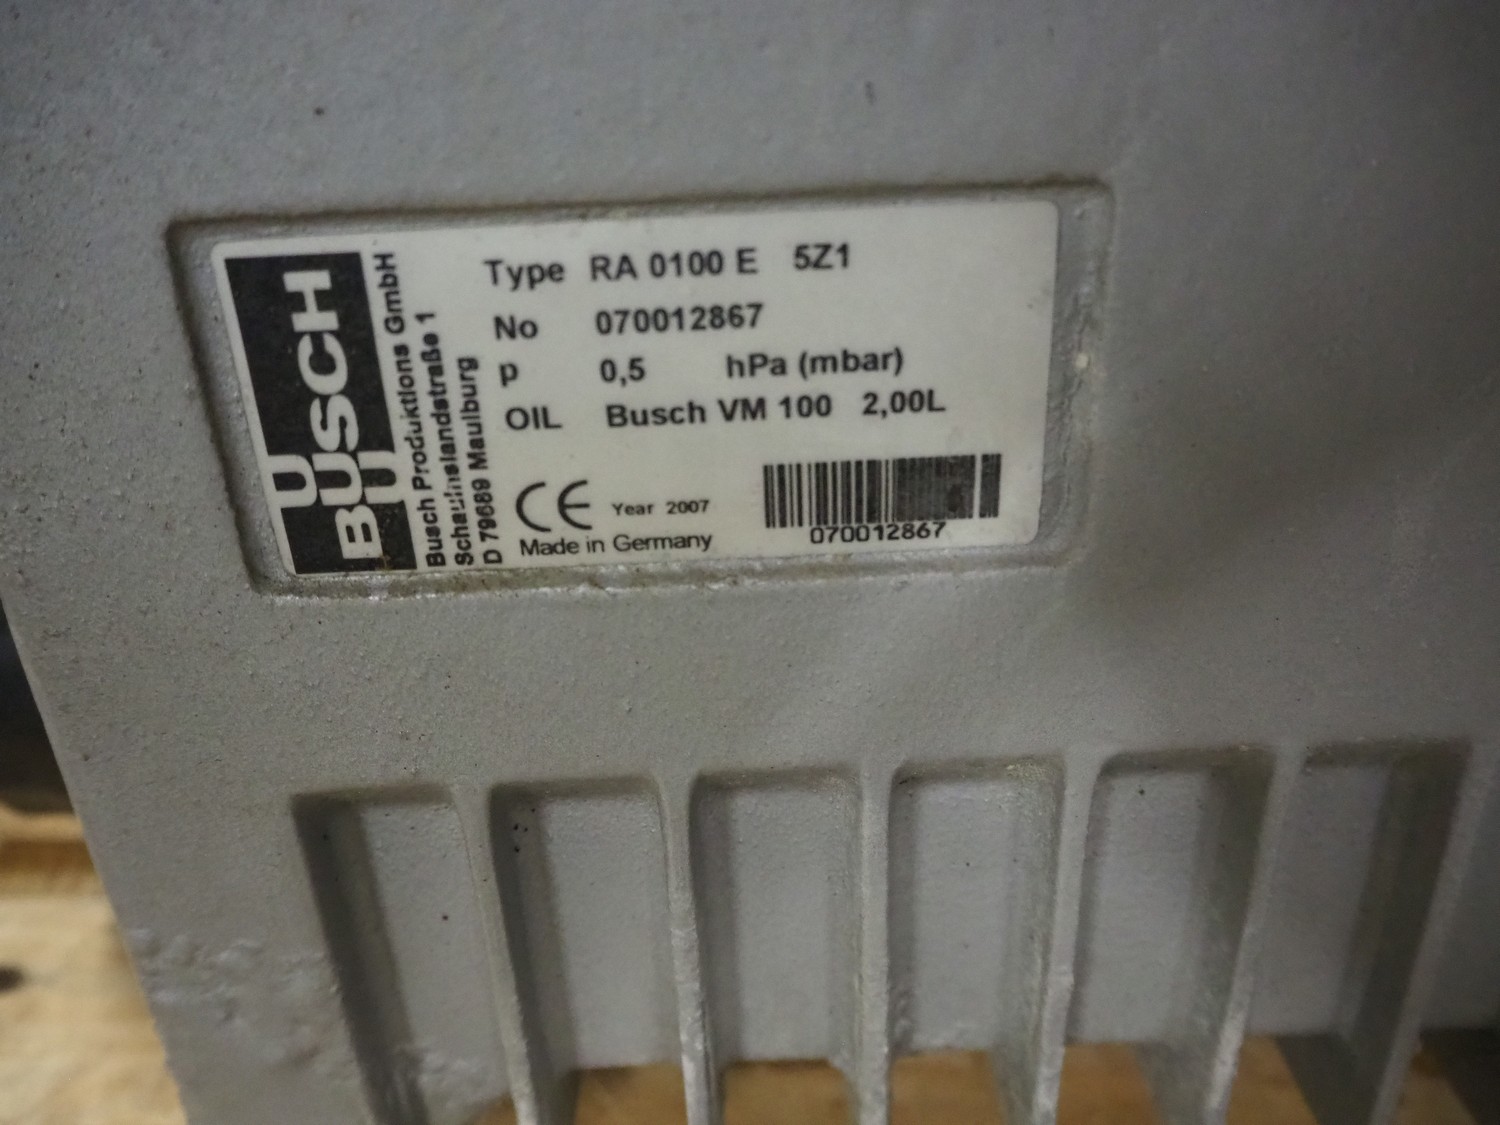 U
BUSCH
U
Busch Produktions GmbH
Schauinslandstraße 1
D 79689 Maulburg
Type RA 0100 E 5Z1
No 070012867
p 0,5 hPa (mbar)
OIL Busch VM 100 2,00L
CE Year 2007
Made in Germany
070012867